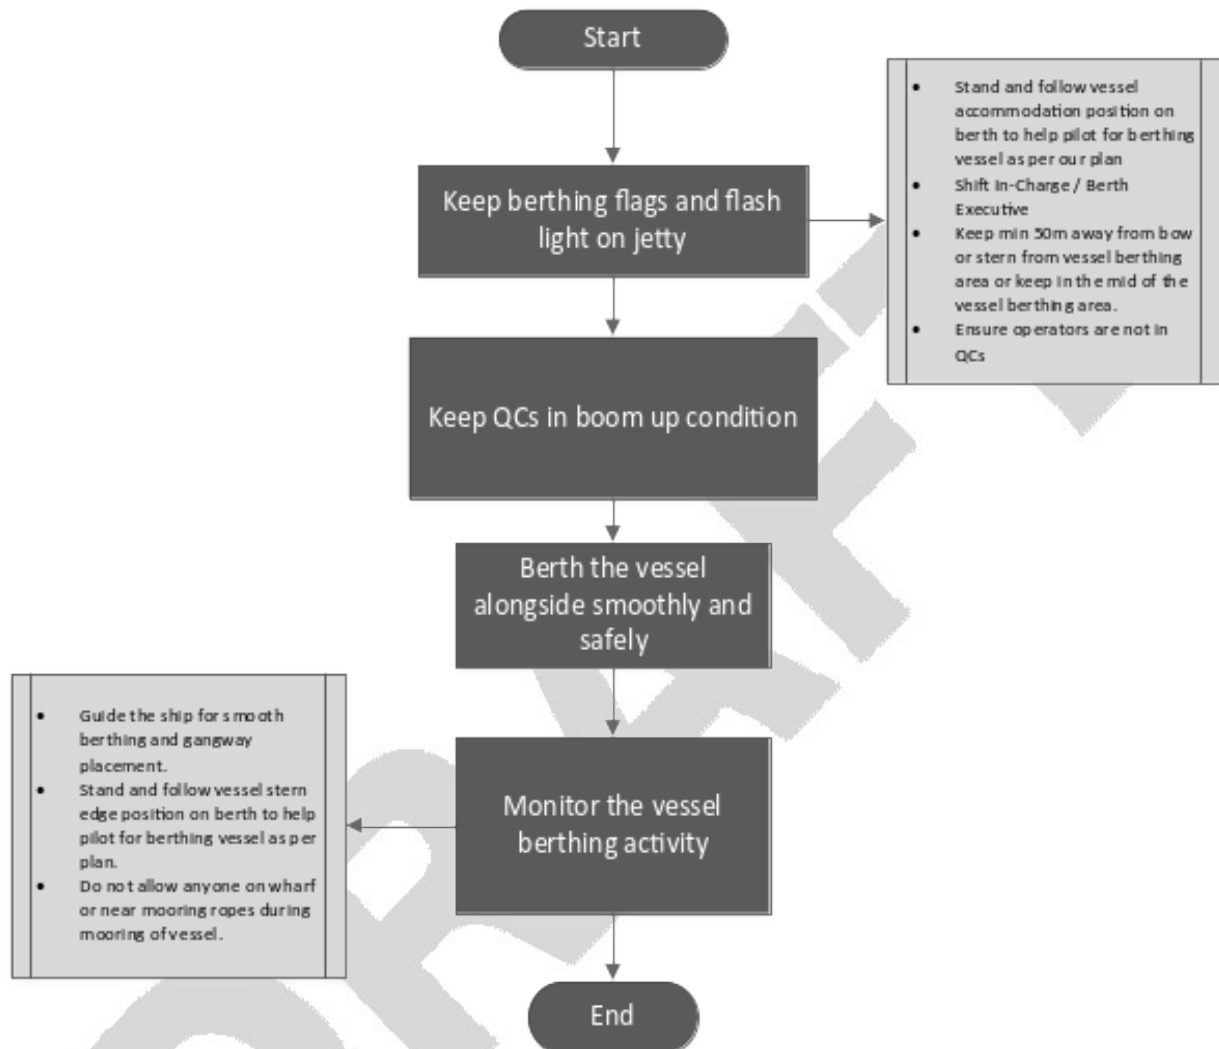 Start
Keep berthing flags and flash
light on jetty
• Stand and follow vessel
accommodation position on
berth to help pilot for berthing
vessel as per our plan
• Shift In-Charge / Berth
Executive
• Keep min 50m away from bow
or stern from vessel berthing
area or keep in the mid of the
vessel berthing area.
• Ensure operators are not in
QCs
Keep QCs in boom up condition
Berth the vessel
alongside smoothly and
safely
Monitor the vessel
berthing activity
• Guide the ship for smooth
berthing and gangway
placement.
• Stand and follow vessel stern
edge position on berth to help
pilot for berthing vessel as per
plan.
• Do not allow anyone on wharf
or near mooring ropes during
mooring of vessel.
End
DRAFT